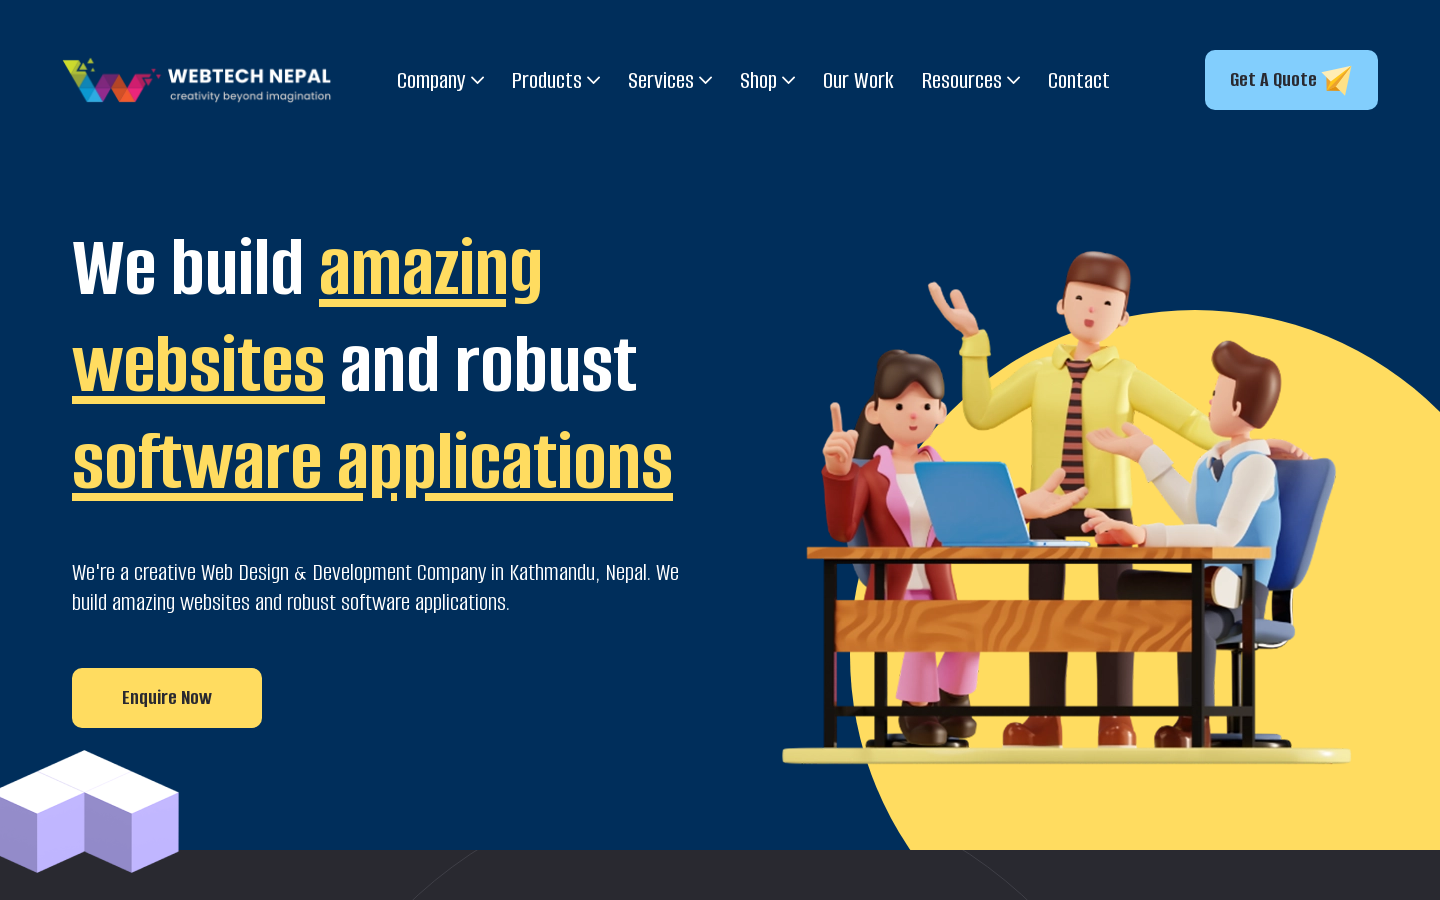 WEBTECH NEPAL
creativity beyond imagination
Company Products Services Shop Our Work Resources Contact
Get A Quote
We build amazing
websites and robust
software applications
We're a creative Web Design & Development Company in Kathmandu, Nepal. We
build amazing websites and robust software applications.
Enquire Now